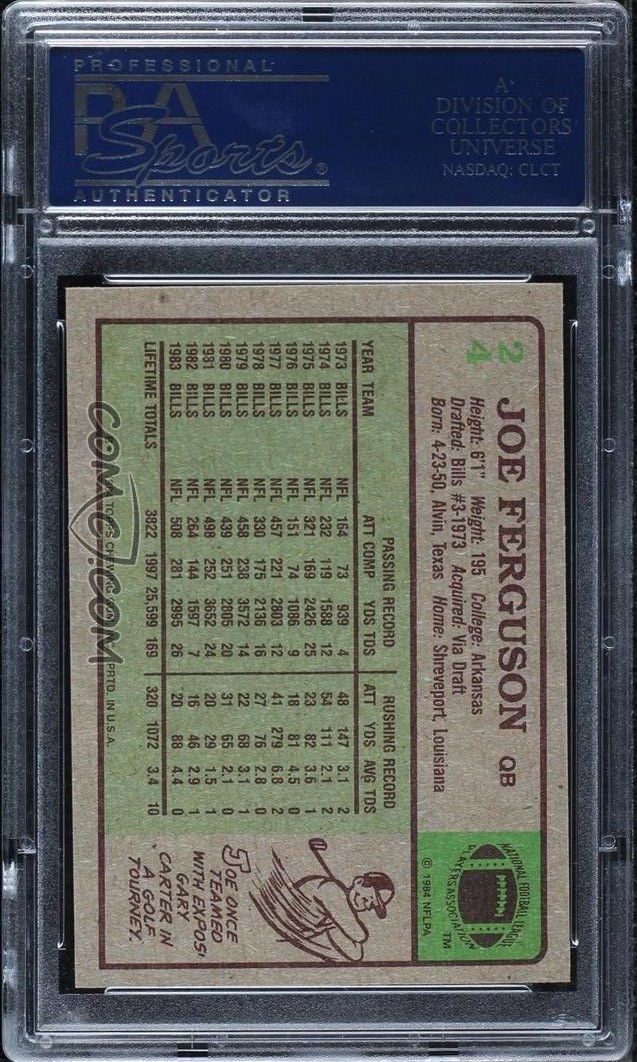 PROFESSIONAL
PSA
Sports®
AUTHENTICATOR
A
DIVISION OF
COLLECTORS
UNIVERSE
NASDAQ: CLCT
24
JOE FERGUSON QB
Height: 6'1" Weight: 195 College: Arkansas
Drafted: Bills #3-1973 Acquired: Via Draft
Born: 4-23-50, Alvin, Texas Home: Shreveport, Louisiana
NATIONAL FOOTBALL LEAGUE
PLAYERS ASSOCIATION
TM
© 1984 NFLPA
PASSING RECORD RUSHING RECORD
YEAR TEAM ATT COMP YDS TDS ATT YDS AVG TDS
1973 BILLS NFL 164 73 939 4 48 147 3.1 2
1974 BILLS NFL 232 119 1588 12 54 111 2.1 2
1975 BILLS NFL 321 169 2426 25 23 82 3.6 1
1976 BILLS NFL 151 74 1086 9 18 81 4.5 0
1977 BILLS NFL 457 221 2803 12 41 279 6.8 2
1978 BILLS NFL 330 175 2136 16 27 76 2.8 0
1979 BILLS NFL 458 238 3572 14 22 68 3.1 1
1980 BILLS NFL 439 251 2805 20 31 65 2.1 0
1981 BILLS NFL 498 252 3652 24 20 29 1.5 1
1982 BILLS NFL 264 144 1597 7 16 46 2.9 1
1983 BILLS NFL 508 281 2995 26 20 88 4.4 0
LIFETIME TOTALS 3822 1997 25,599 169 320 1072 3.4 10
JOE ONCE
TEAMED
WITH EXPOS'
GARY
CARTER IN
A GOLF
TOURNEY.
TOPPS CHEWING
PRTD. IN U.S.A.
COMC.COM